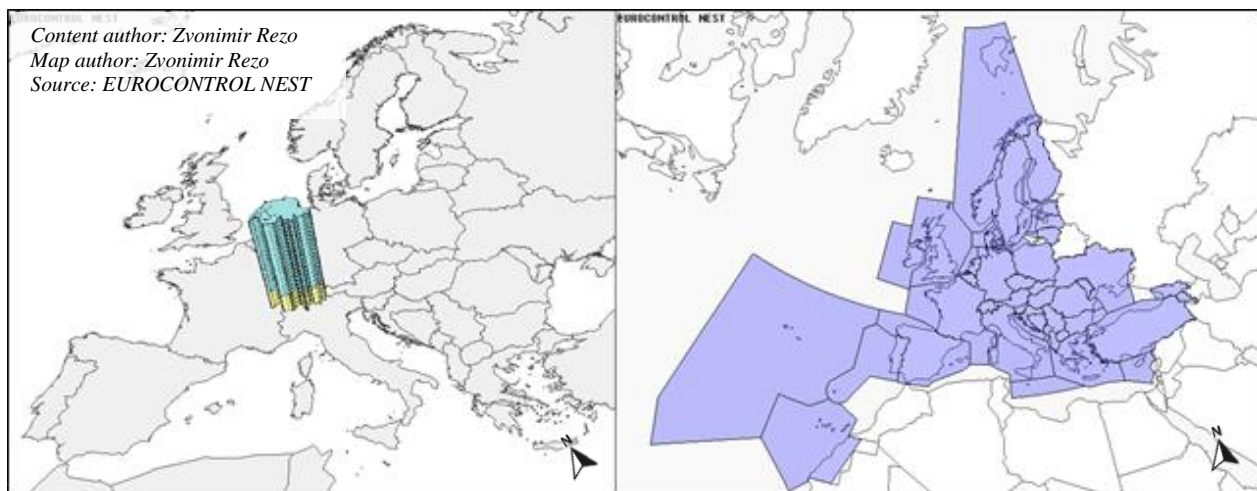 EUROCONTROL NEST
Content author: Zvonimir Rezo
Map author: Zvonimir Rezo
Source: EUROCONTROL NEST
N
EUROCONTROL NEST
N